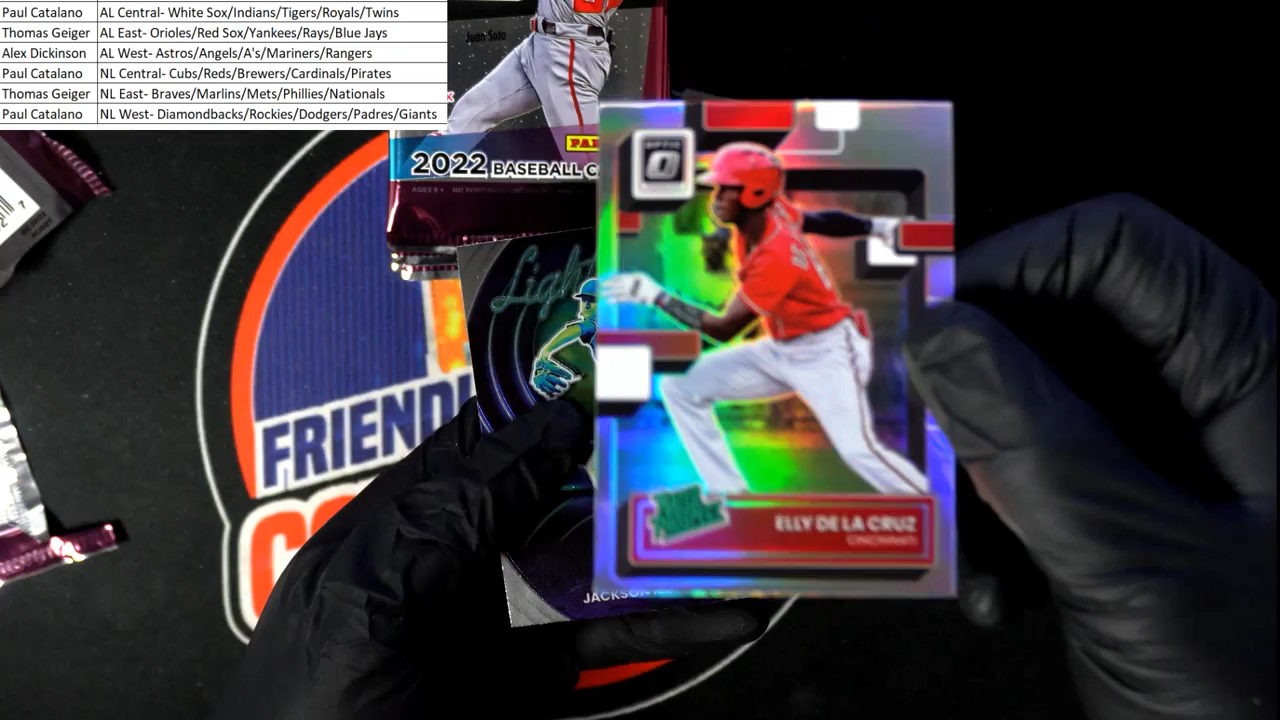 Paul Catalano AL Central- White Sox/Indians/Tigers/Royals/Twins
Thomas Geiger AL East- Orioles/Red Sox/Yankees/Rays/Blue Jays
Alex Dickinson AL West- Astros/Angels/A's/Mariners/Rangers
Paul Catalano NL Central- Cubs/Reds/Brewers/Cardinals/Pirates
Thomas Geiger NL East- Braves/Marlins/Mets/Phillies/Nationals
Paul Catalano NL West- Diamondbacks/Rockies/Dodgers/Padres/Giants
Juan Soto
2022 BASEBALL
OPTIC
FRIEND
ELLY DE LA CRUZ
CINCINNATI
JACKSON